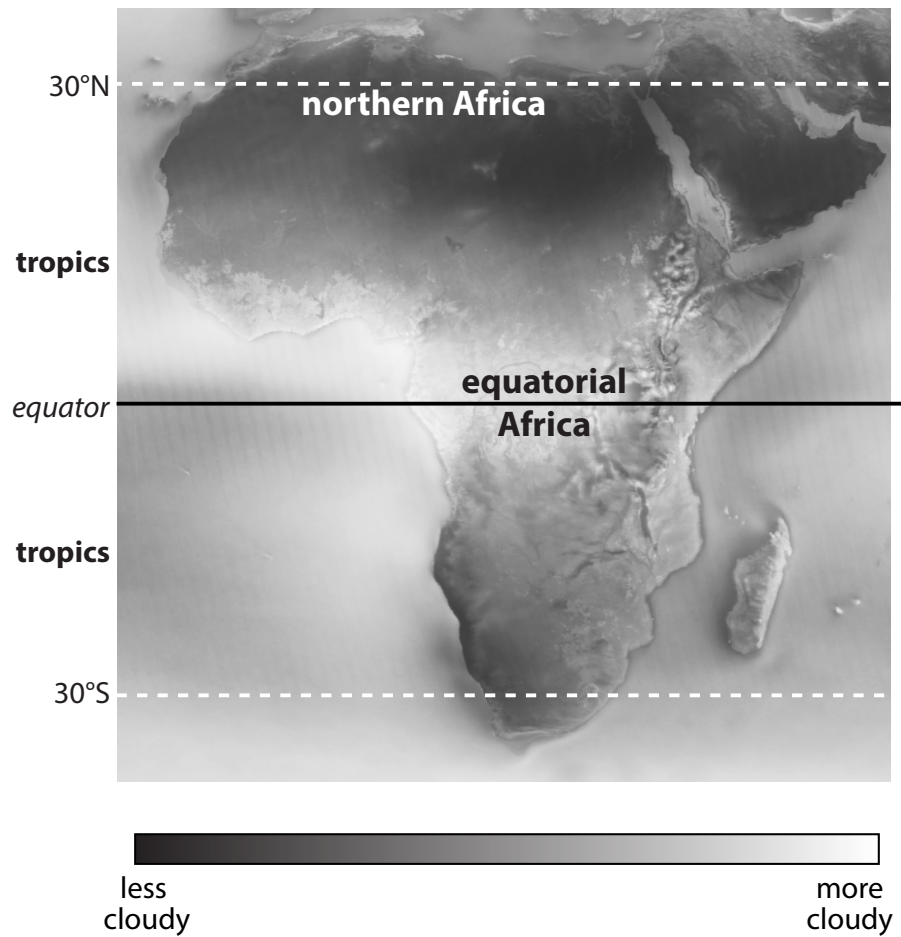 30°N
northern Africa
tropics
equatorial
equator
Africa
tropics
30°S
less
cloudy
more
cloudy